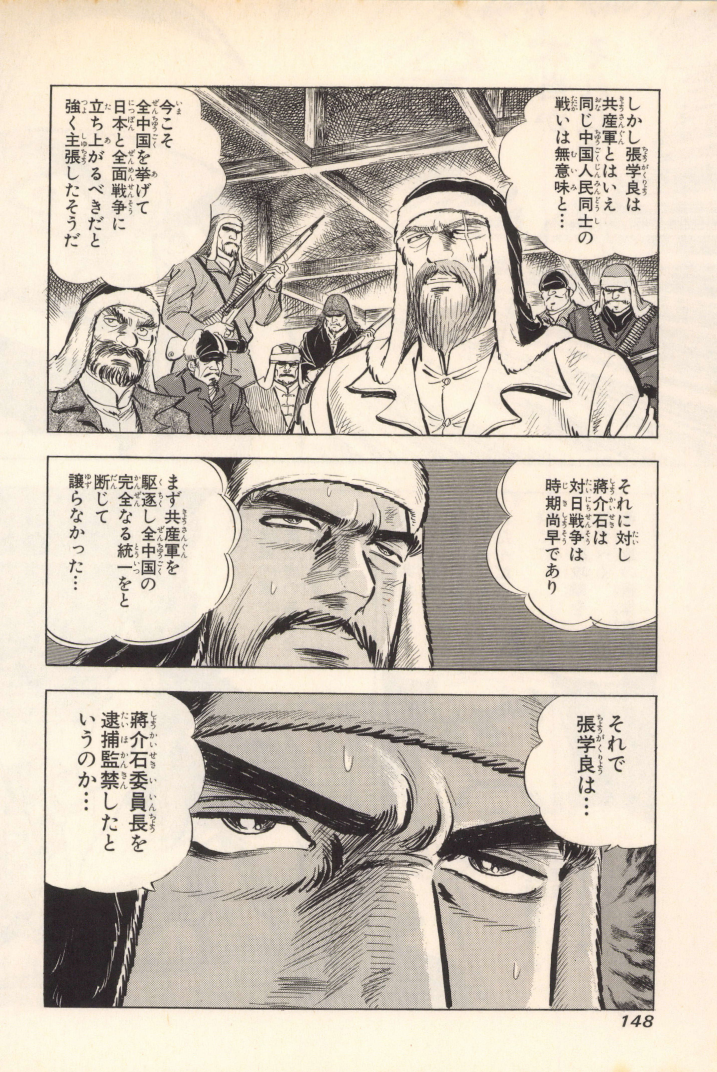 しかし張学良は
共産軍とはいえ
同じ中国人民同士の
戦いは無意味と…
今こそ
全中国を挙げて
日本と全面戦争に
立ち上がるべきだと
強く主張したそうだ
それに対し
蔣介石は
対日戦争は
時期尚早であり
まず共産軍を
駆逐し全中国の
完全なる統一をと
断じて
譲らなかった…
それで
張学良は…
蔣介石委員長を
逮捕監禁したと
いうのか…
148